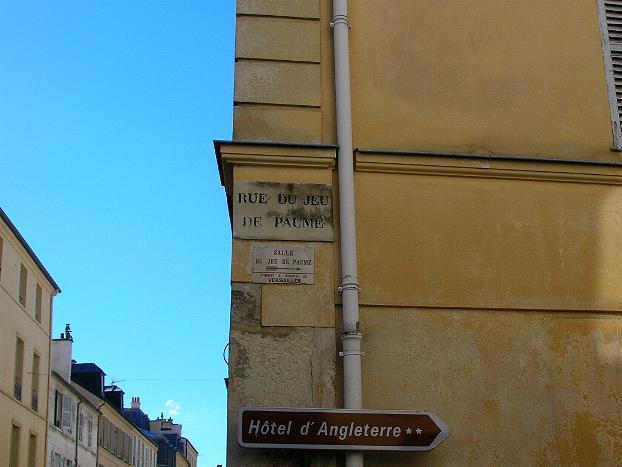 RUE DU JEU
DE PAUME
SALLE
DU JEU DE PAUME
VERSAILLES
Hôtel d'Angleterre **